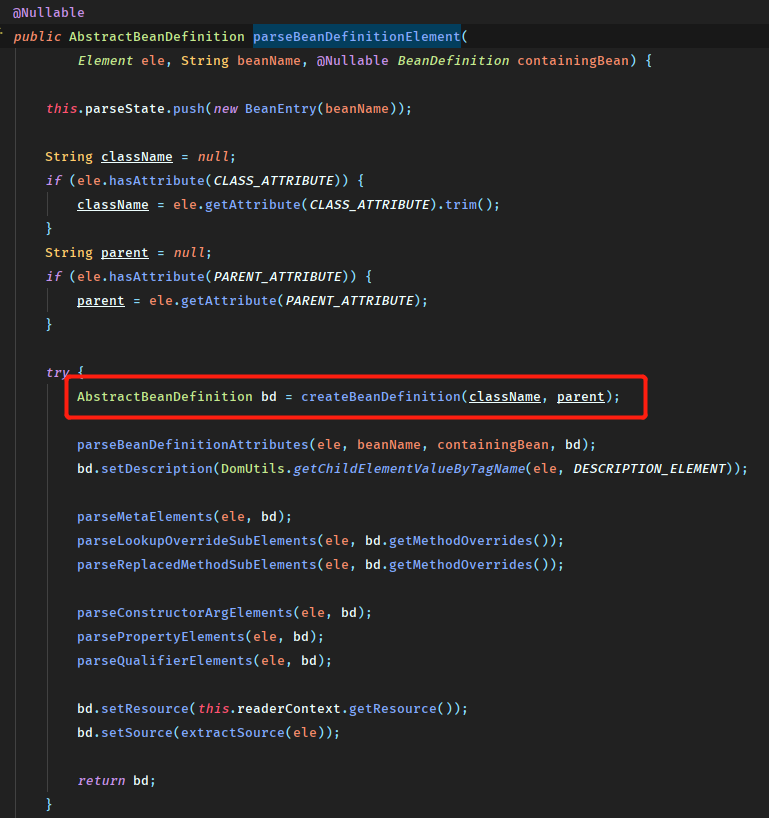 @Nullable
public AbstractBeanDefinition parseBeanDefinitionElement(
Element ele, String beanName, @Nullable BeanDefinition containingBean) {
this.parseState.push(new BeanEntry(beanName));
String className = null;
if (ele.hasAttribute(CLASS_ATTRIBUTE)) {
className = ele.getAttribute(CLASS_ATTRIBUTE).trim();
}
String parent = null;
if (ele.hasAttribute(PARENT_ATTRIBUTE)) {
parent = ele.getAttribute(PARENT_ATTRIBUTE);
}
try {
AbstractBeanDefinition bd = createBeanDefinition(className, parent);
parseBeanDefinitionAttributes(ele, beanName, containingBean, bd);
bd.setDescription(DomUtils.getChildElementValueByTagName(ele, DESCRIPTION_ELEMENT));
parseMetaElements(ele, bd);
parseLookupOverrideSubElements(ele, bd.getMethodOverrides());
parseReplacedMethodSubElements(ele, bd.getMethodOverrides());
parseConstructorArgElements(ele, bd);
parsePropertyElements(ele, bd);
parseQualifierElements(ele, bd);
bd.setResource(this.readerContext.getResource());
bd.setSource(extractSource(ele));
return bd;
}